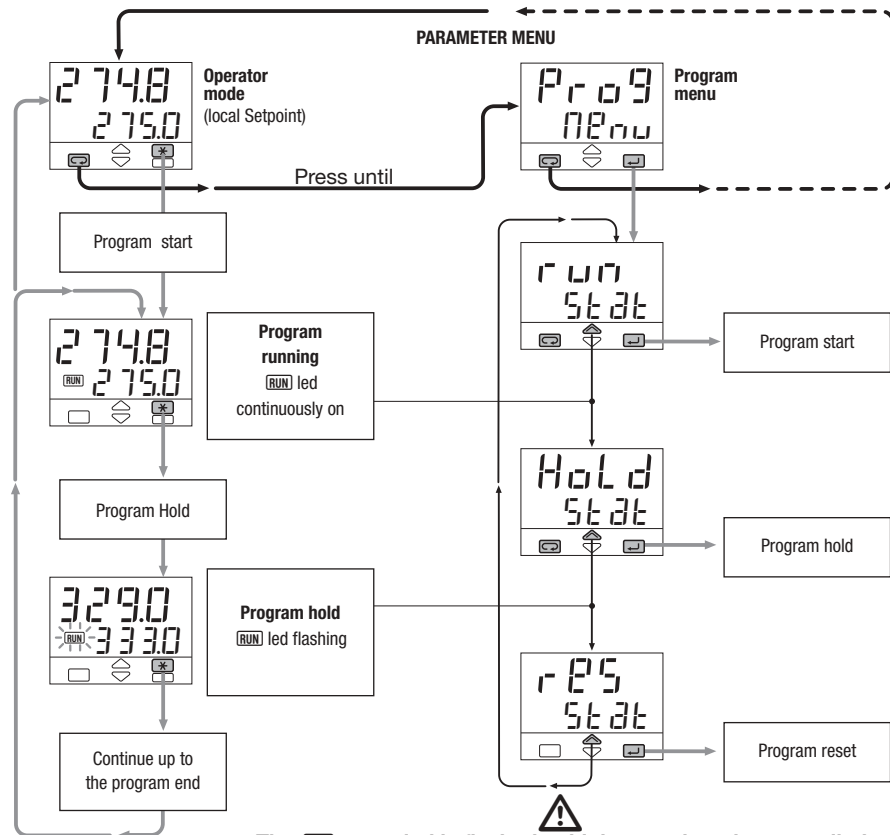 PARAMETER MENU
274.8
275.0
Operator
mode
(local Setpoint)
Prog
Menu
Program
menu
Press until
Program start
run
Stat
Program start
274.8
RUN 275.0
Program
running
RUN led
continuously on
Hold
Stat
Program hold
Program Hold
329.0
RUN 333.0
Program hold
RUN led flashing
res
Stat
Program reset
Continue up to
the program end